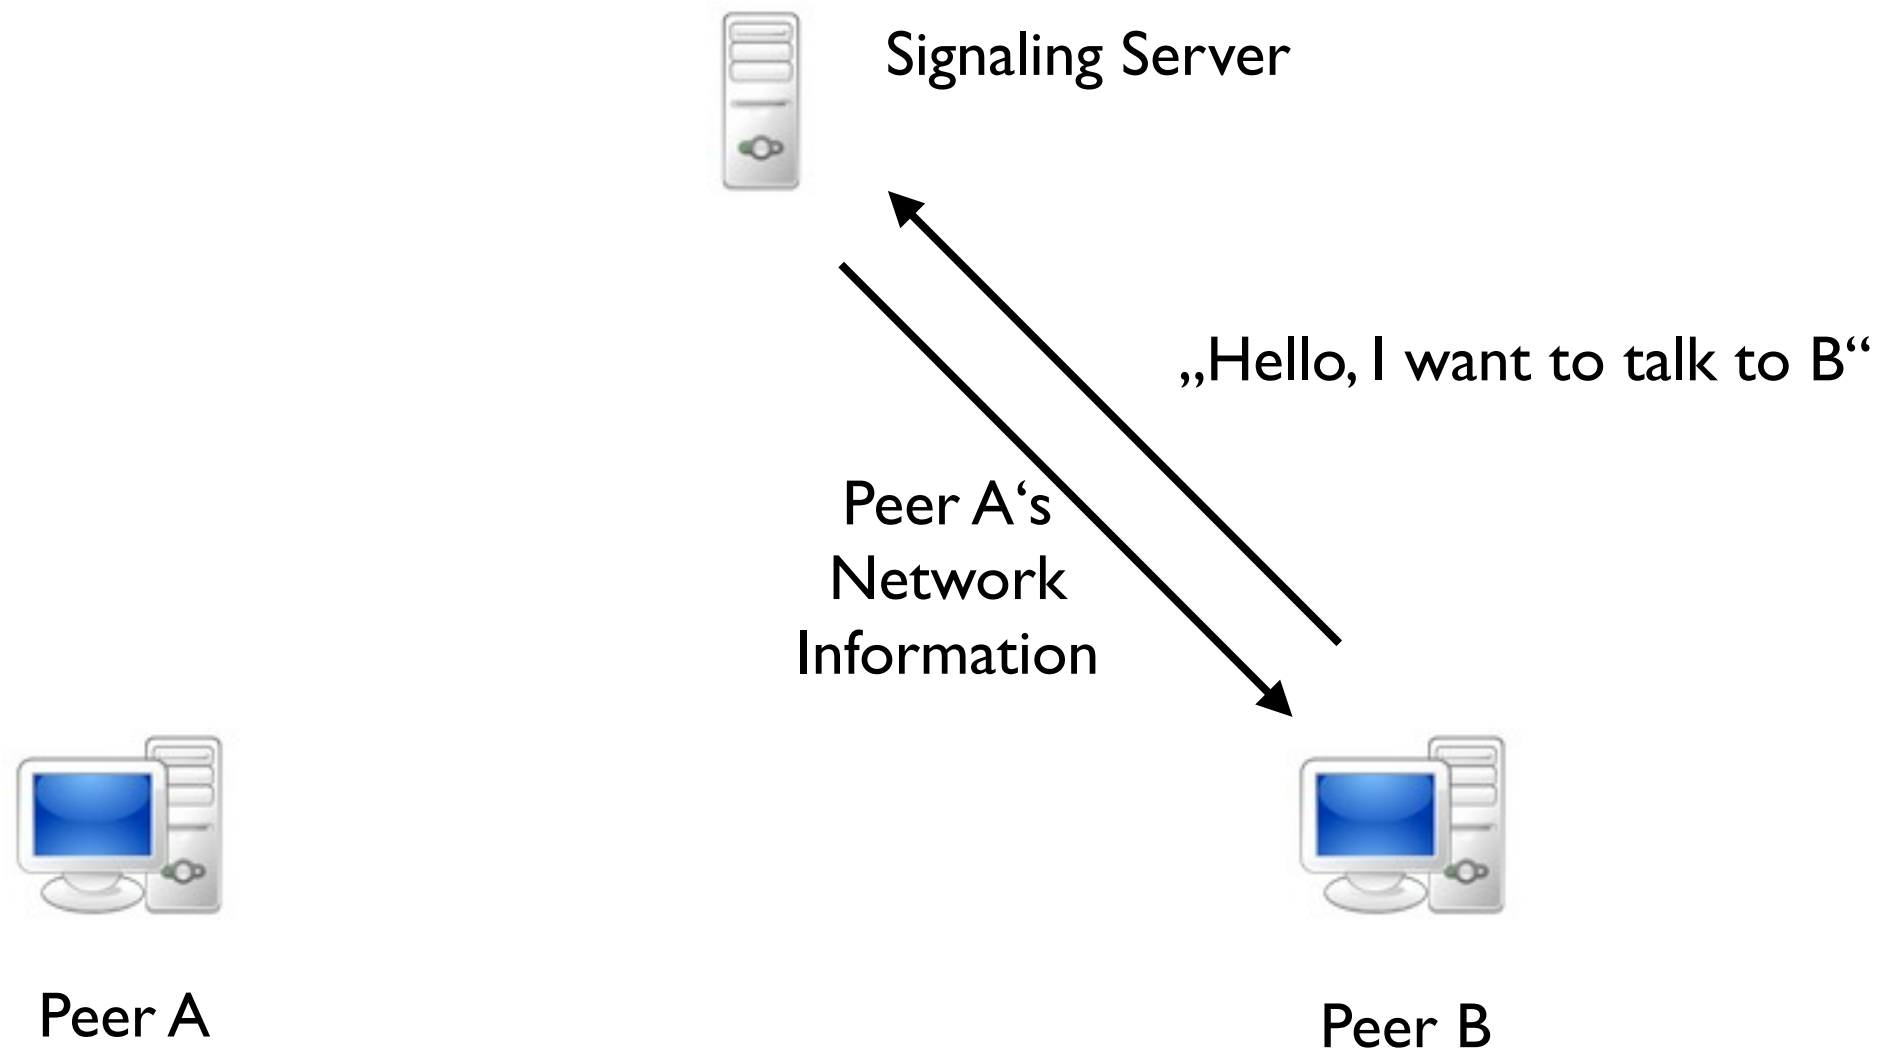 Signaling Server
„Hello, I want to talk to B“
Peer A‘s
Network
Information
Peer A
Peer B